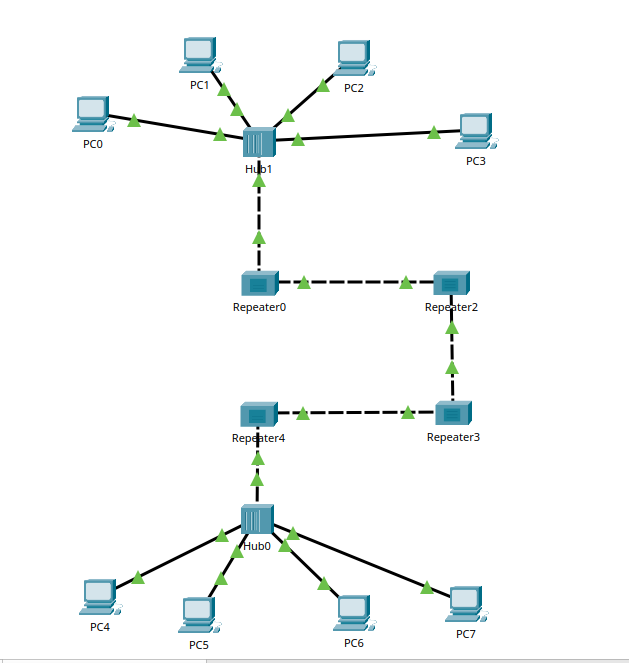 PC1
PC2
PC0
PC3
Hub1
Repeater0
Repeater2
Repeater4
Repeater3
Hub0
PC4
PC5
PC6
PC7